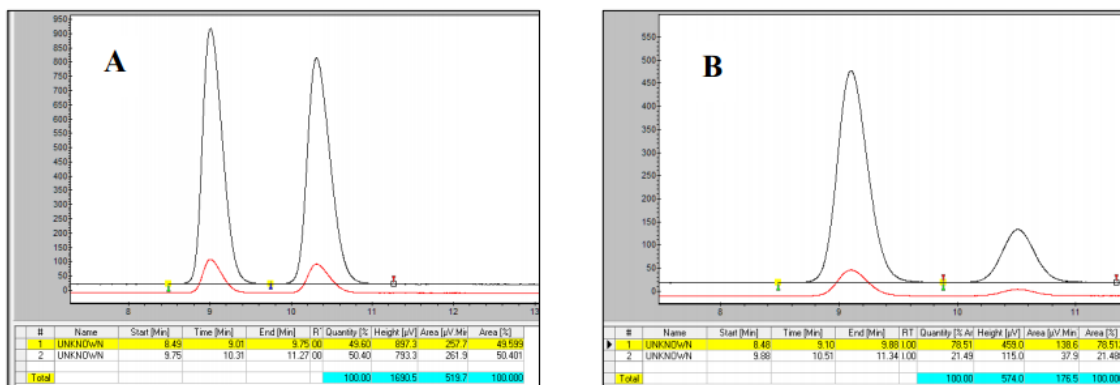 A
950
900
850
800
750
700
650
600
550
500
450
400
350
300
250
200
150
100
50
0
8 9 10 11 12 13
# Name Start [Min] Time [Min] End [Min] Quantity [% Height [µV] Area [µV.Min Area [%]
1 UNKNOWN 8.49 9.01 9.75 00 49.60 897.3 257.7 49.599
2 UNKNOWN 9.75 10.31 11.27 00 50.40 793.3 261.9 50.401
Total 100.00 1690.5 519.7 100.000
B
550
500
450
400
350
300
250
200
150
100
50
0
8 9 10 11
# Name Start [Min] Time [Min] End [Min] RT Quantity [% Ar Height [µV] Area [µV.Min Area [%]
1 UNKNOWN 8.48 9.10 9.88 78.51 459.0 138.6 78.512
2 UNKNOWN 9.88 10.51 11.34 21.49 115.0 37.9 21.488
Total 100.00 574.0 176.5 100.000